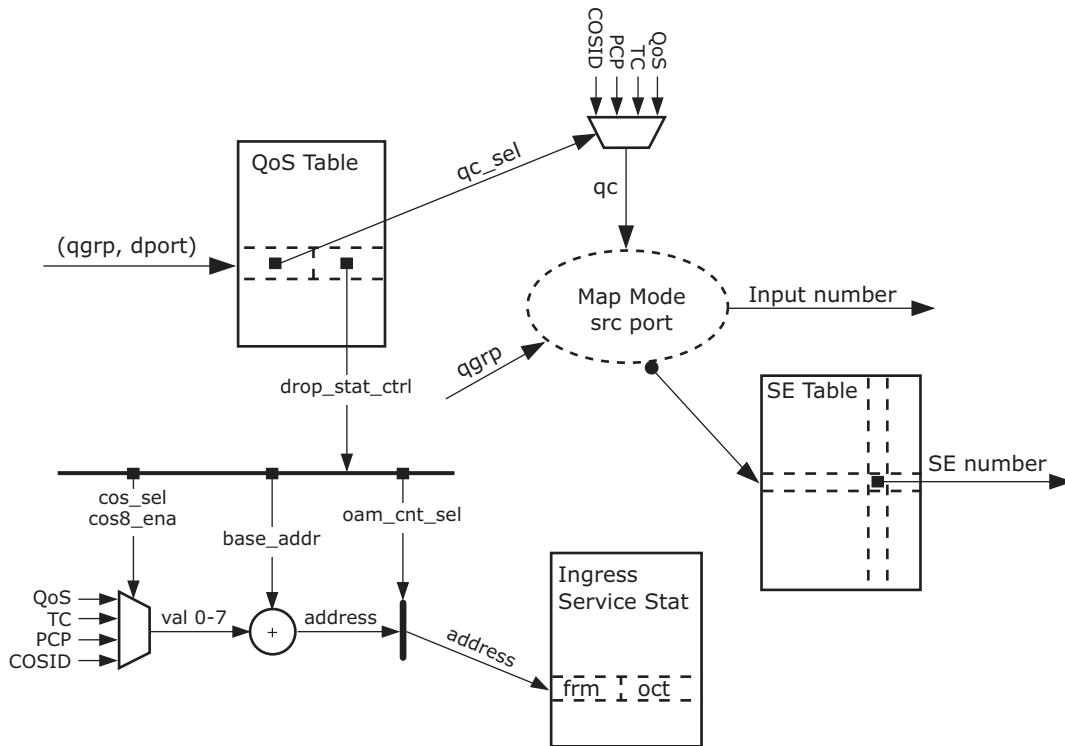 COSID
PCP
TC
QoS
QoS Table
qc_sel
qc
(qgrp, dport)
Map Mode
src port
Input number
qgrp
drop_stat_ctrl
SE Table
SE number
cos_sel
cos8_ena
base_addr
oam_cnt_sel
Ingress
Service Stat
QoS
TC
PCP
COSID
val 0-7
+
address
address
frm
oct